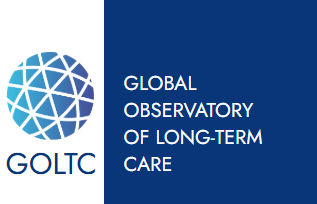 GOLTC
GLOBAL
OBSERVATORY
OF LONG-TERM
CARE